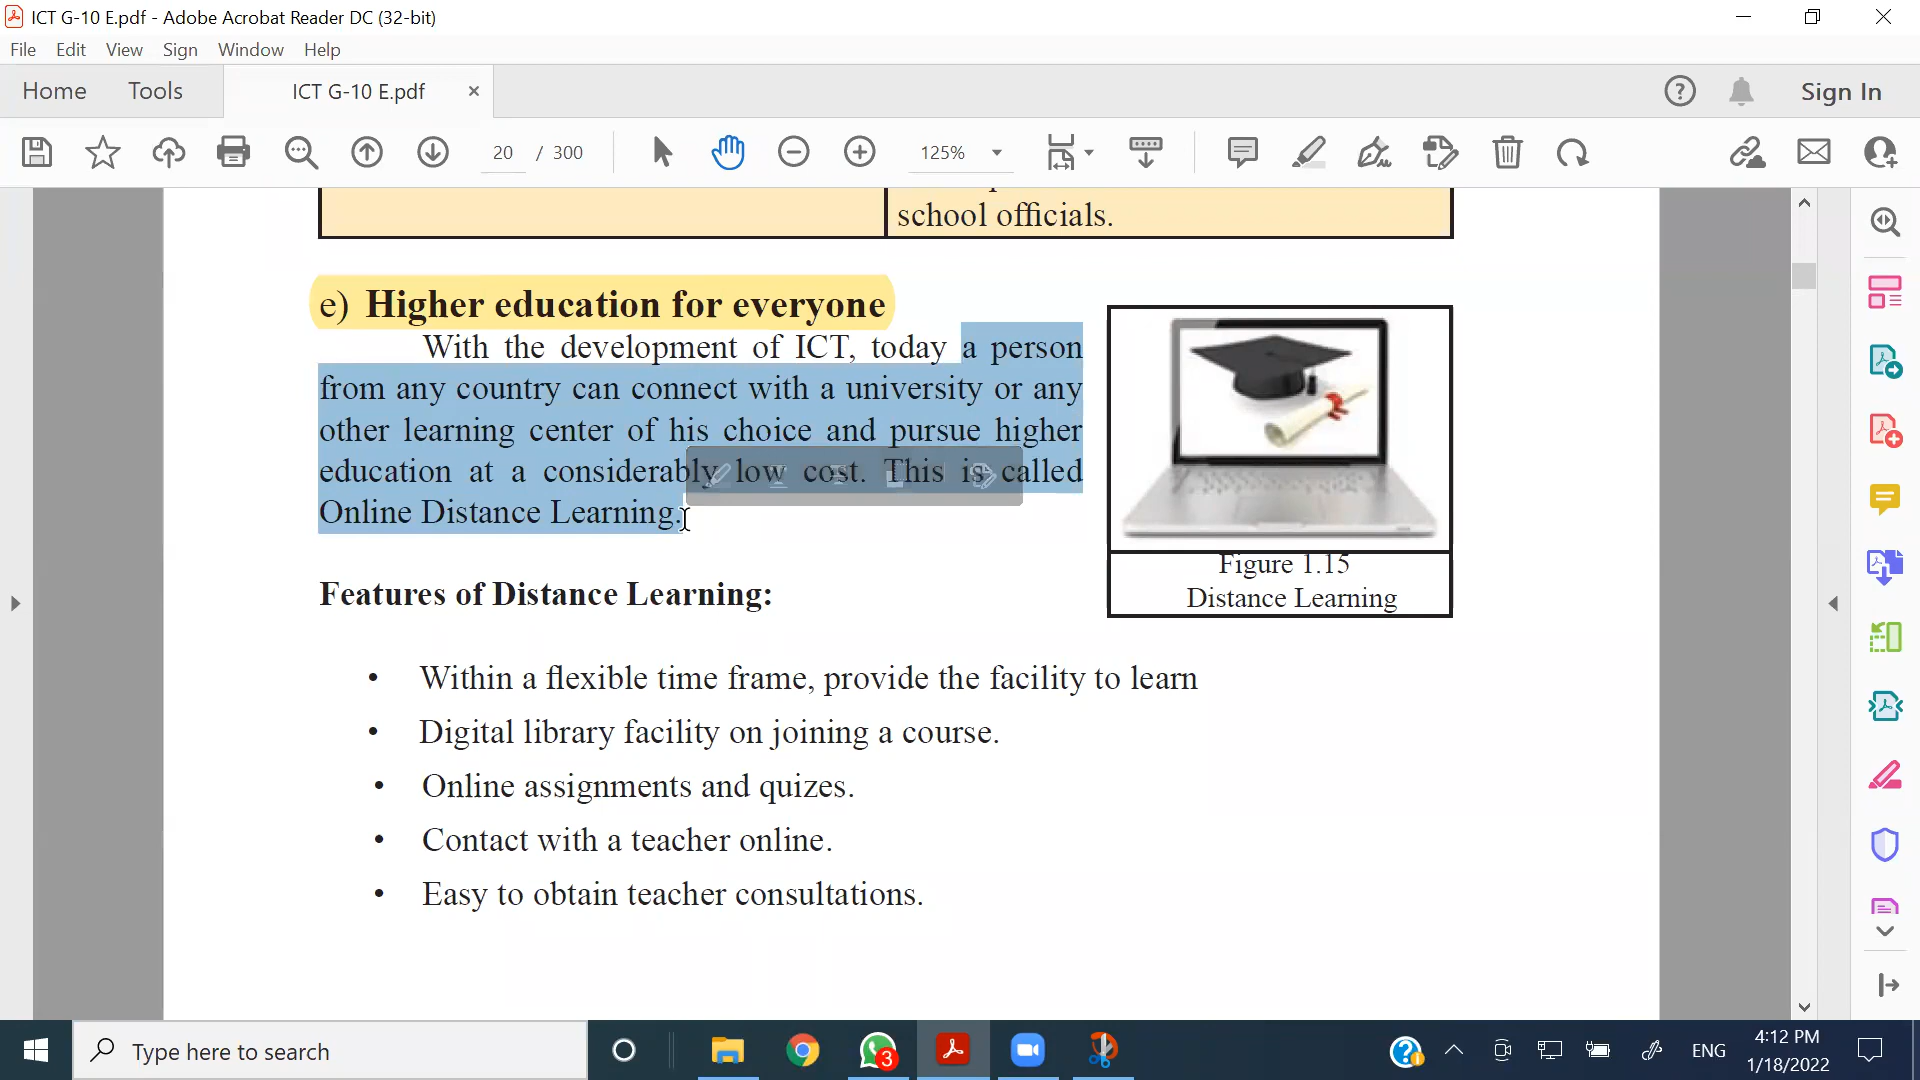 ICT G-10 E.pdf - Adobe Acrobat Reader DC (32-bit)
File Edit View Sign Window Help
Home Tools ICT G-10 E.pdf × Sign In
20 / 300 125%
school officials.
e) Higher education for everyone
With the development of ICT, today a person
from any country can connect with a university or any
other learning center of his choice and pursue higher
education at a considerably low cost. This is called
Online Distance Learning.
Figure 1.15
Distance Learning
Features of Distance Learning:
• Within a flexible time frame, provide the facility to learn
• Digital library facility on joining a course.
• Online assignments and quizes.
• Contact with a teacher online.
• Easy to obtain teacher consultations.
Type here to search
3
ENG
4:12 PM
1/18/2022